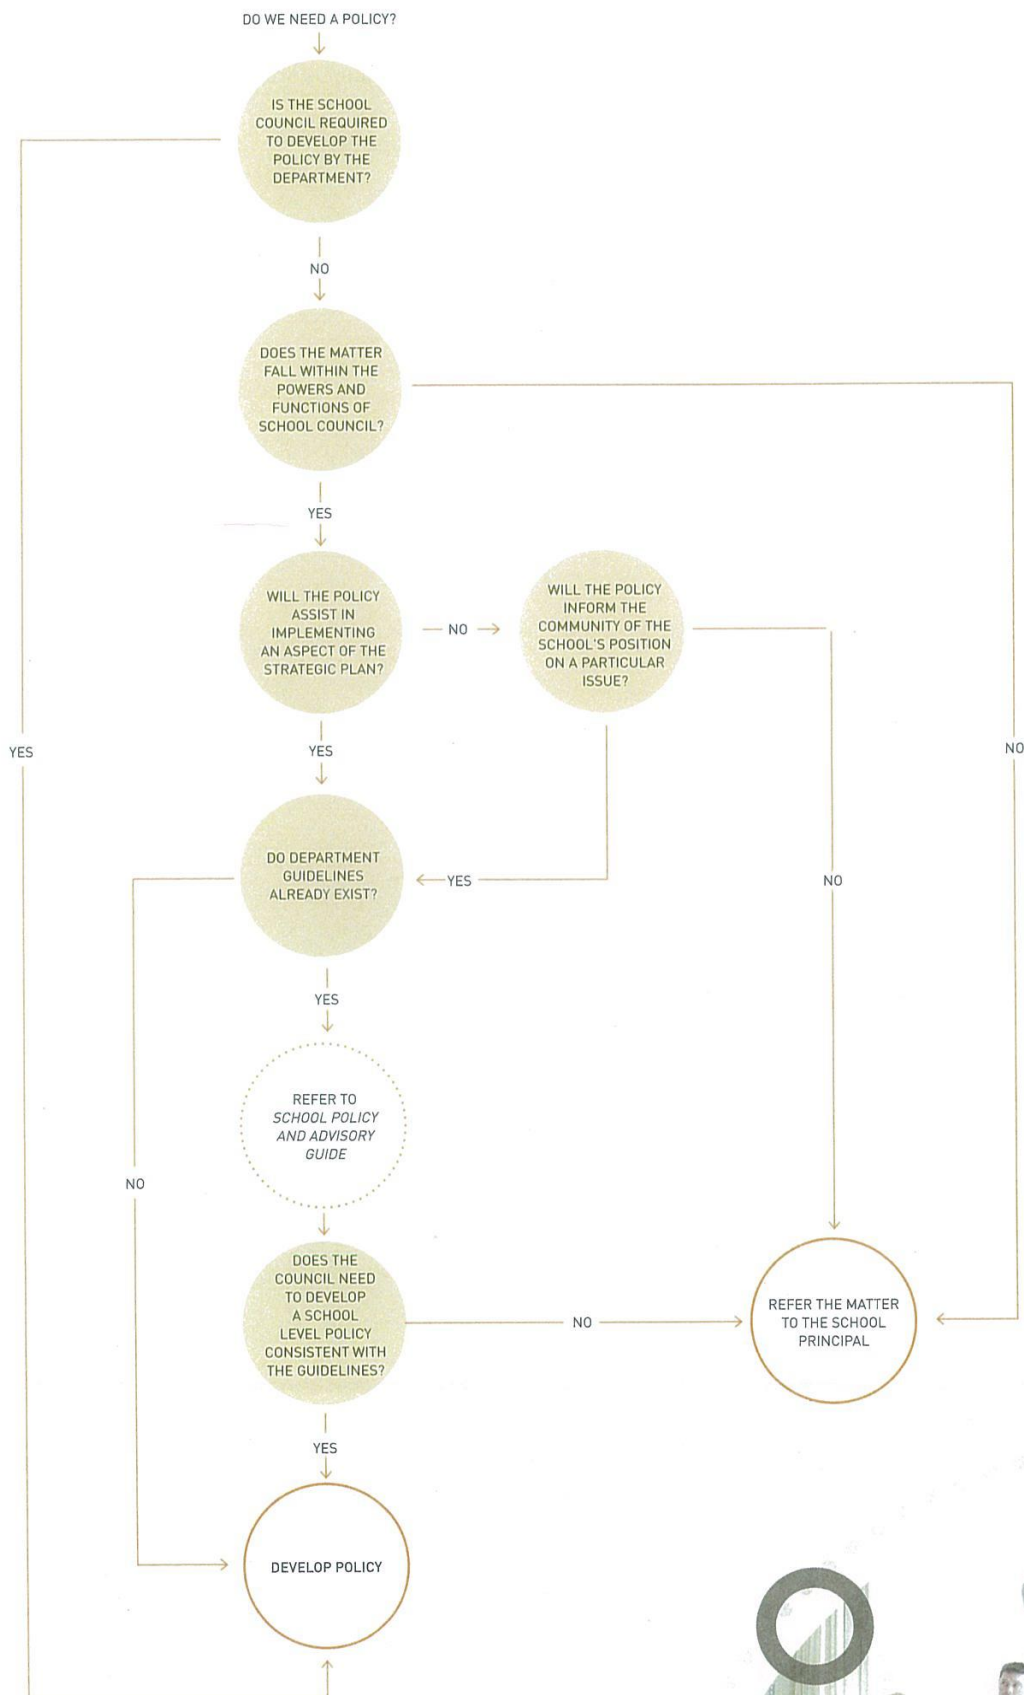 DO WE NEED A POLICY?
IS THE SCHOOL
COUNCIL REQUIRED
TO DEVELOP THE
POLICY BY THE
DEPARTMENT?
NO
DOES THE MATTER
FALL WITHIN THE
POWERS AND
FUNCTIONS OF
SCHOOL COUNCIL?
YES
WILL THE POLICY
ASSIST IN
IMPLEMENTING
AN ASPECT OF THE
STRATEGIC PLAN?
NO
WILL THE POLICY
INFORM THE
COMMUNITY OF THE
SCHOOL'S POSITION
ON A PARTICULAR
ISSUE?
YES
YES
NO
DO DEPARTMENT
GUIDELINES
ALREADY EXIST?
YES
NO
YES
REFER TO
SCHOOL POLICY
AND ADVISORY
GUIDE
NO
DOES THE
COUNCIL NEED
TO DEVELOP
A SCHOOL
LEVEL POLICY
CONSISTENT WITH
THE GUIDELINES?
NO
REFER THE MATTER
TO THE SCHOOL
PRINCIPAL
YES
DEVELOP POLICY